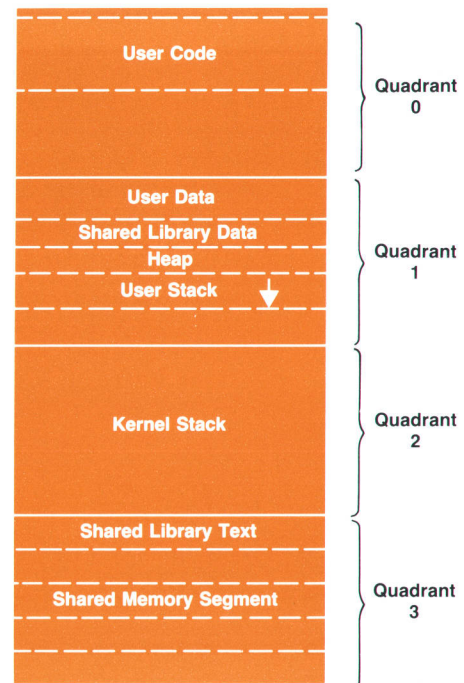 User Code
Quadrant
0
User Data
Shared Library Data
Heap
User Stack
Quadrant
1
Kernel Stack
Quadrant
2
Shared Library Text
Shared Memory Segment
Quadrant
3